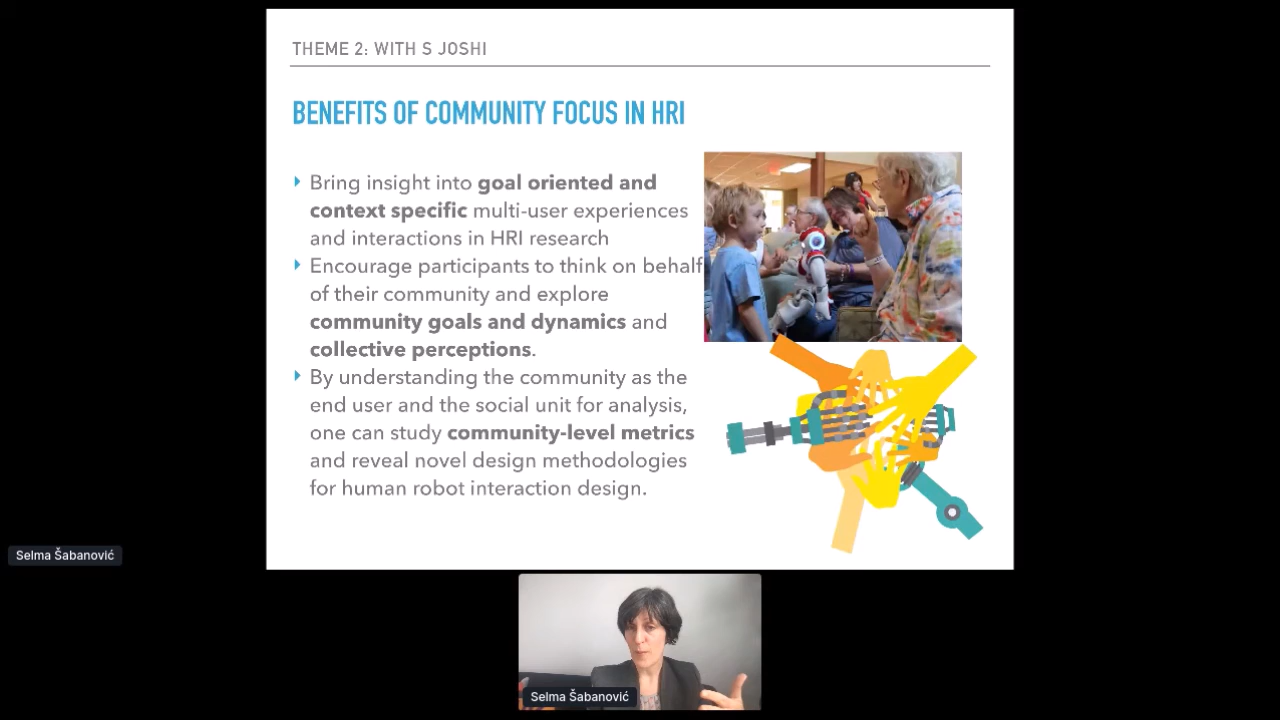 THEME 2: WITH S JOSHI
BENEFITS OF COMMUNITY FOCUS IN HRI
Bring insight into goal oriented and
context specific multi-user experiences
and interactions in HRI research
Encourage participants to think on behalf
of their community and explore
community goals and dynamics and
collective perceptions.
By understanding the community as the
end user and the social unit for analysis,
one can study community-level metrics
and reveal novel design methodologies
for human robot interaction design.
Selma Šabanović
Selma Šabanović